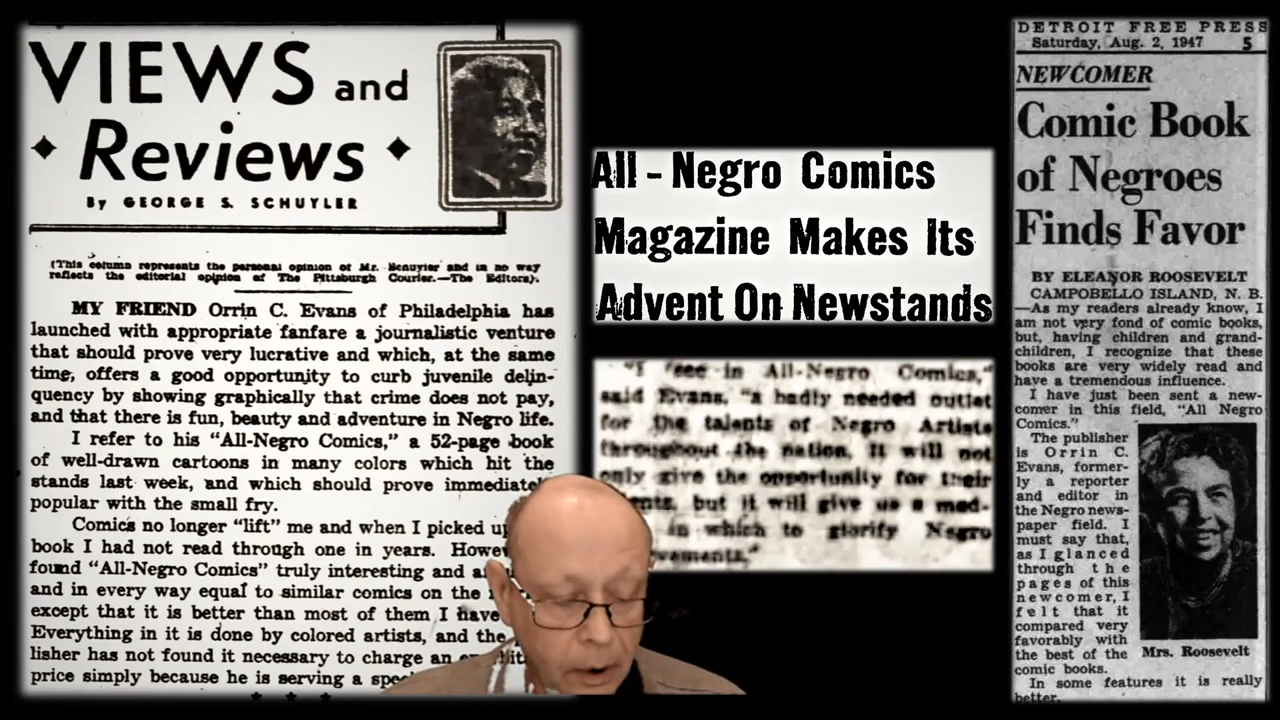 VIEWS and
Reviews
By GEORGE S. SCHUYLER
(This column represents the personal opinion of Mr. Schuyler and in no way
reflects the editorial opinion of The Pittsburgh Courier.—The Editors).
MY FRIEND Orrin C. Evans of Philadelphia has
launched with appropriate fanfare a journalistic venture
that should prove very lucrative and which, at the same
time, offers a good opportunity to curb juvenile delin-
quency by showing graphically that crime does not pay,
and that there is fun, beauty and adventure in Negro life.
I refer to his “All-Negro Comics,” a 52-page book
of well-drawn cartoons in many colors which hit the
stands last week, and which should prove immediatel
popular with the small fry.
Comics no longer “lift” me and when I picked up
book I had not read through one in years. Howev
found “All-Negro Comics” truly interesting and a
and in every way equal to similar comics on the
except that it is better than most of them I have
Everything in it is done by colored artists, and the
lisher has not found it necessary to charge an
price simply because he is serving a spec
All - Negro Comics
Magazine Makes Its
Advent On Newstands
"I see in All-Negro Comics,"
said Evans, "a badly needed outlet
for the talents of Negro Artists
throughout the nation. It will not
only give the opportunity for their
ents, but it will give us a med-
in which to glorify Negro
vements."
DETROIT FREE PRESS
Saturday, Aug. 2, 1947 5
NEWCOMER
Comic Book
of Negroes
Finds Favor
BY ELEANOR ROOSEVELT
CAMPOBELLO ISLAND, N. B.
—As my readers already know, I
am not very fond of comic books,
but, having children and grand-
children, I recognize that these
books are very widely read and
have a tremendous influence.
I have just been sent a new-
comer in this field, "All Negro
Comics."
The publisher
is Orrin C.
Evans, former-
ly a reporter
and editor in
the Negro news-
paper field. I
must say that,
as I glanced
through the
pages of this
newcomer, I
felt that it
compared very
favorably with
the best of the
comic books.
Mrs. Roosevelt
In some features it is really
better.